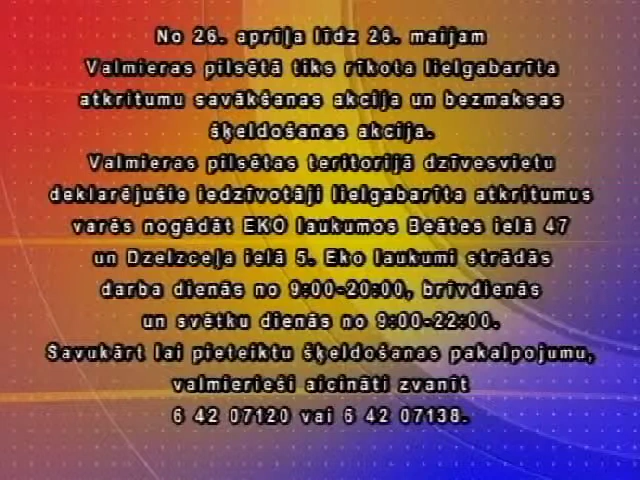 No 26. aprīļa līdz 26. maijam
Valmieras pilsētā tiks rīkota lielgabarīta
atkritumu savākšanas akcija un bezmaksas
šķeldošanas akcija.
Valmieras pilsētas teritorijā dzīvesvietu
deklarējušie iedzīvotāji lielgabarīta atkritumus
varēs nogādāt EKO laukumos Beātes ielā 47
un Dzelzceļa ielā 5. Eko laukumi strādās
darba dienās no 9:00-20:00, brīvdienās
un svētku dienās no 9:00-22:00.
Savukārt lai pieteiktu šķeldošanas pakalpojumu,
valmierieši aicināti zvanīt
6 42 07120 vai 6 42 07138.